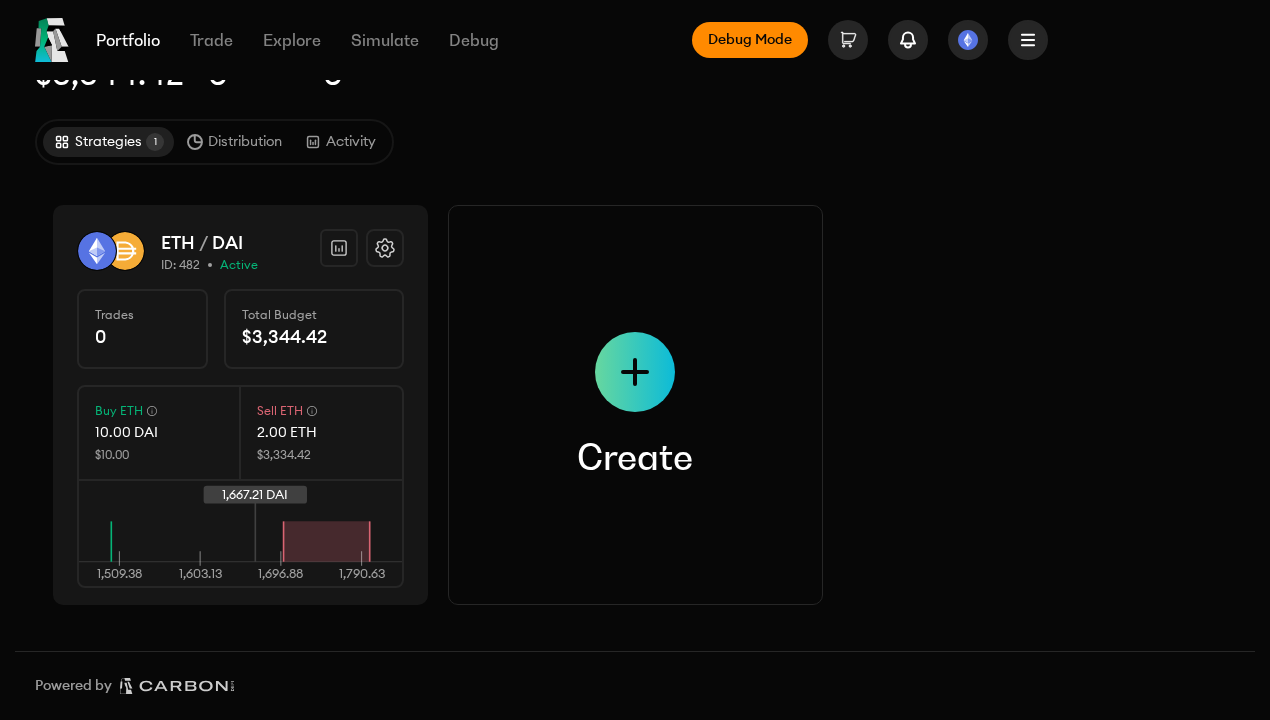 Portfolio Trade Explore Simulate Debug Debug Mode
Strategies 1 Distribution Activity
ETH / DAI
ID: 482 • Active
Trades
0
Total Budget
$3,344.42
Buy ETH
10.00 DAI
$10.00
Sell ETH
2.00 ETH
$3,334.42
1,667.21 DAI
1,509.38 1,603.13 1,696.88 1,790.63
Create
Powered by CARBON